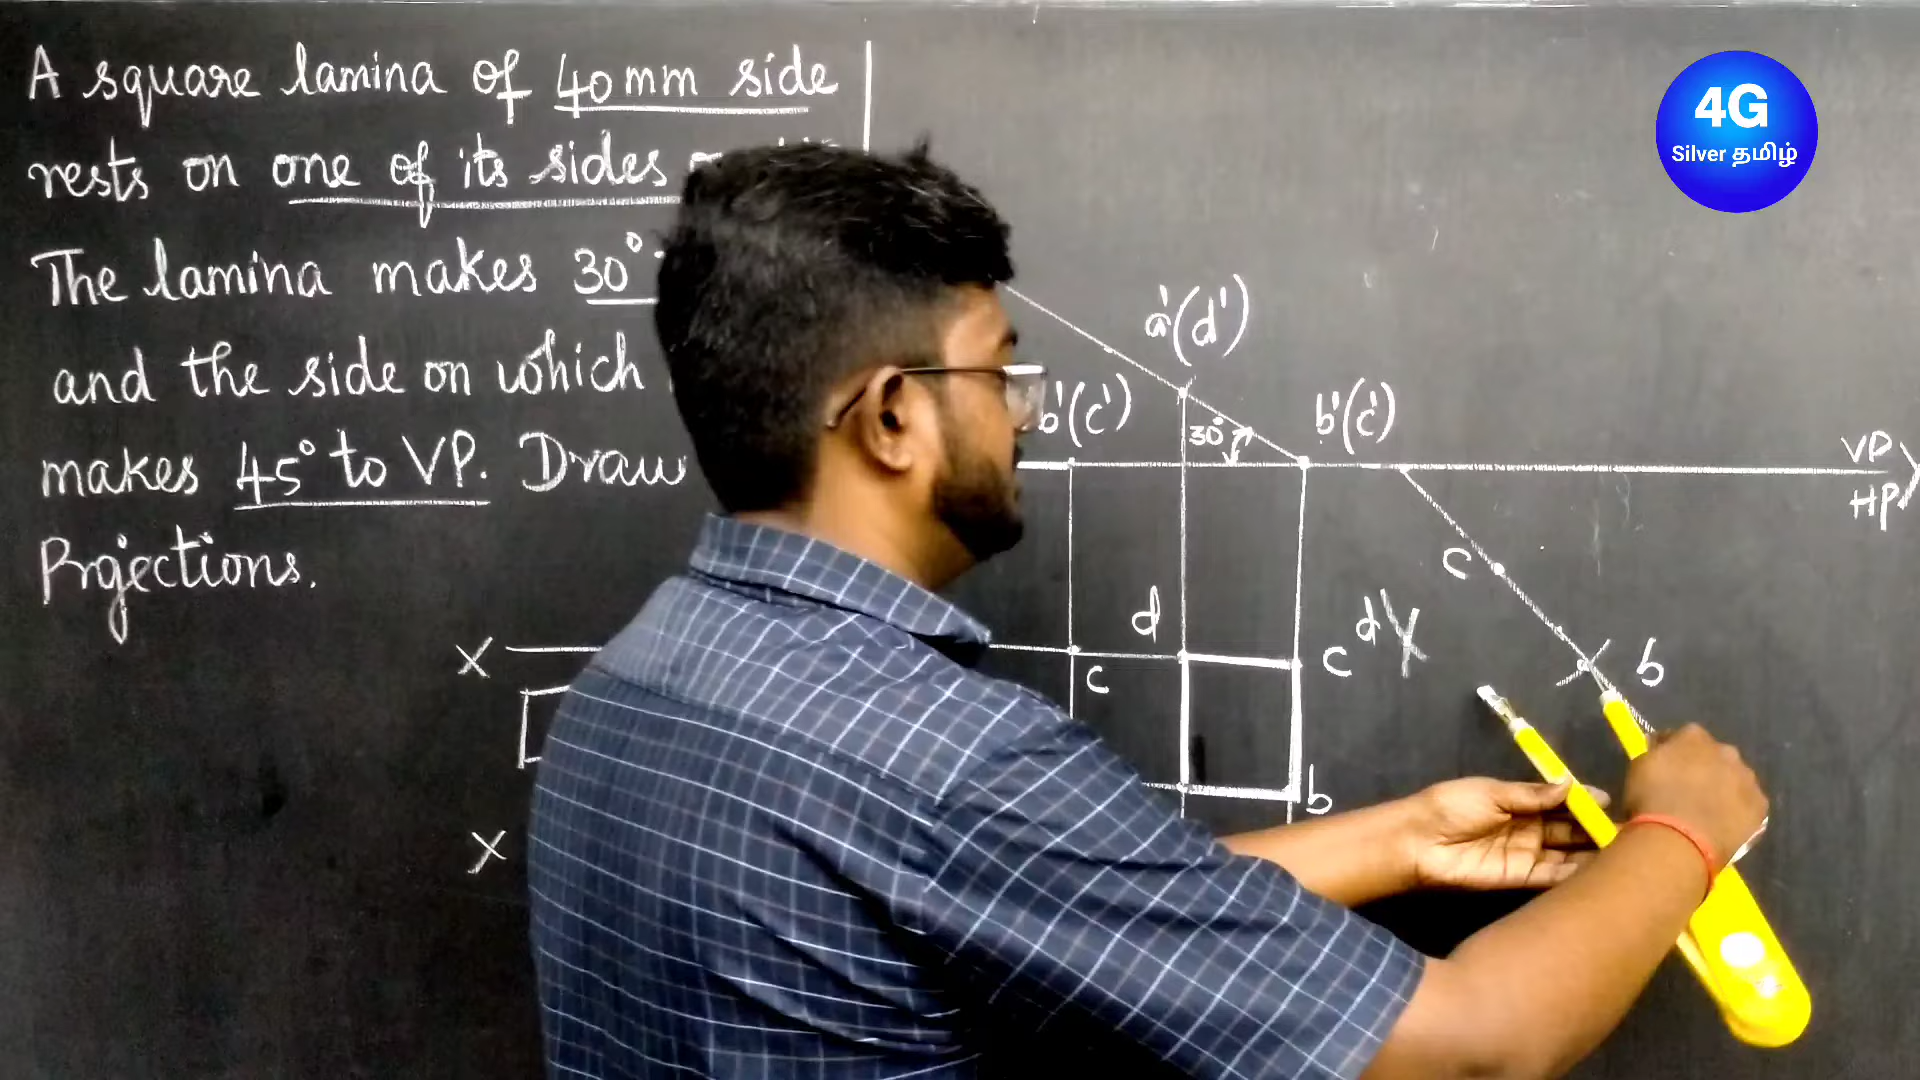 A square lamina of 40mm side
rests on one of its sides
The lamina makes 30°
and the side on which
makes 45° to VP. Draw
Projections.
4G
Silver தமிழ்
a'(d')
b'(c')
30°
b'(c')
VP
HP
c
d
d
X
c
b
c
b
X